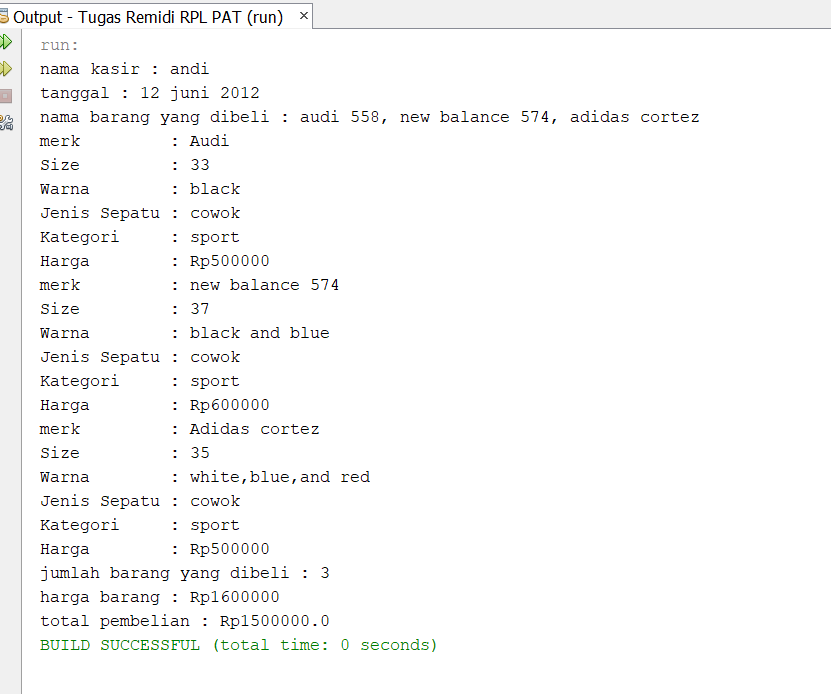 Output - Tugas Remidi RPL PAT (run) ×
run:
nama kasir : andi
tanggal : 12 juni 2012
nama barang yang dibeli : audi 558, new balance 574, adidas cortez
merk         : Audi
Size         : 33
Warna        : black
Jenis Sepatu : cowok
Kategori     : sport
Harga        : Rp500000
merk         : new balance 574
Size         : 37
Warna        : black and blue
Jenis Sepatu : cowok
Kategori     : sport
Harga        : Rp600000
merk         : Adidas cortez
Size         : 35
Warna        : white,blue,and red
Jenis Sepatu : cowok
Kategori     : sport
Harga        : Rp500000
jumlah barang yang dibeli : 3
harga barang : Rp1600000
total pembelian : Rp1500000.0
BUILD SUCCESSFUL (total time: 0 seconds)